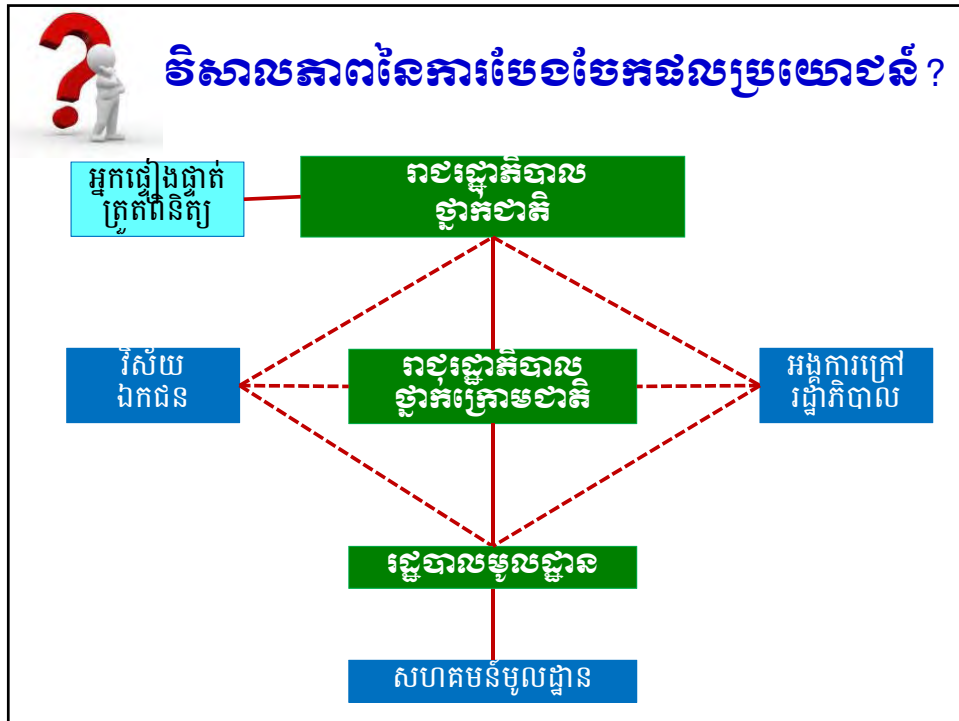 វិសាលភាពនៃការបែងចែកផលប្រយោជន៍ ?
អ្នកផ្ទៀងផ្ទាត់
ត្រួតពិនិត្យ
រាជរដ្ឋាភិបាល
ថ្នាក់ជាតិ
វិស័យ
ឯកជន
រាជរដ្ឋាភិបាល
ថ្នាក់ក្រោមជាតិ
អង្គការក្រៅ
រដ្ឋាភិបាល
រដ្ឋបាលមូលដ្ឋាន
សហគមន៍មូលដ្ឋាន